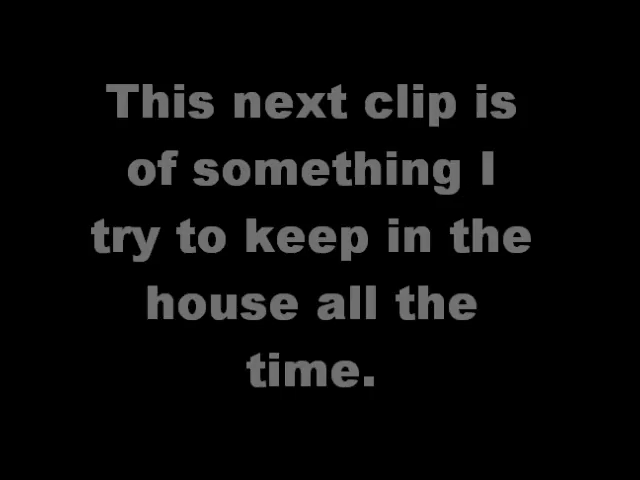 This next clip is
of something I
try to keep in the
house all the
time.